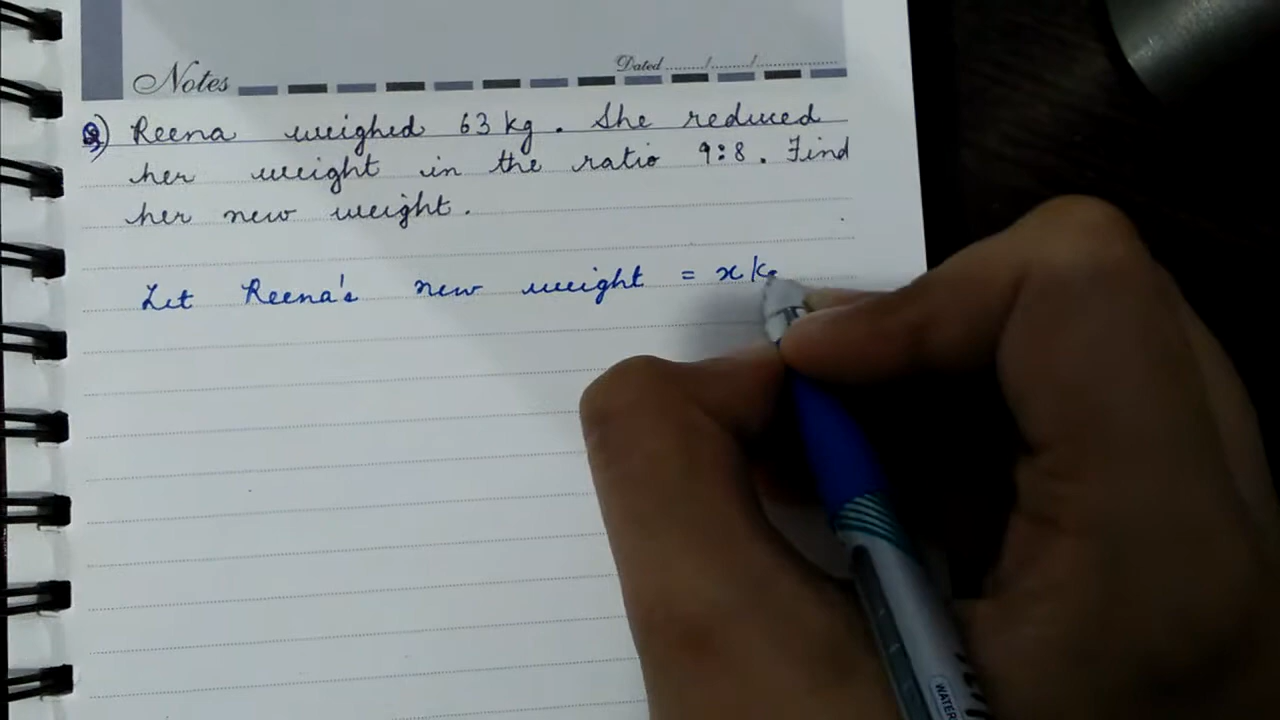 Notes
Dated ......../......../...............
Q) Reena weighed 63 kg. She reduced
her weight in the ratio 9:8. Find
her new weight.
Let Reena's new weight = x kg
WATER